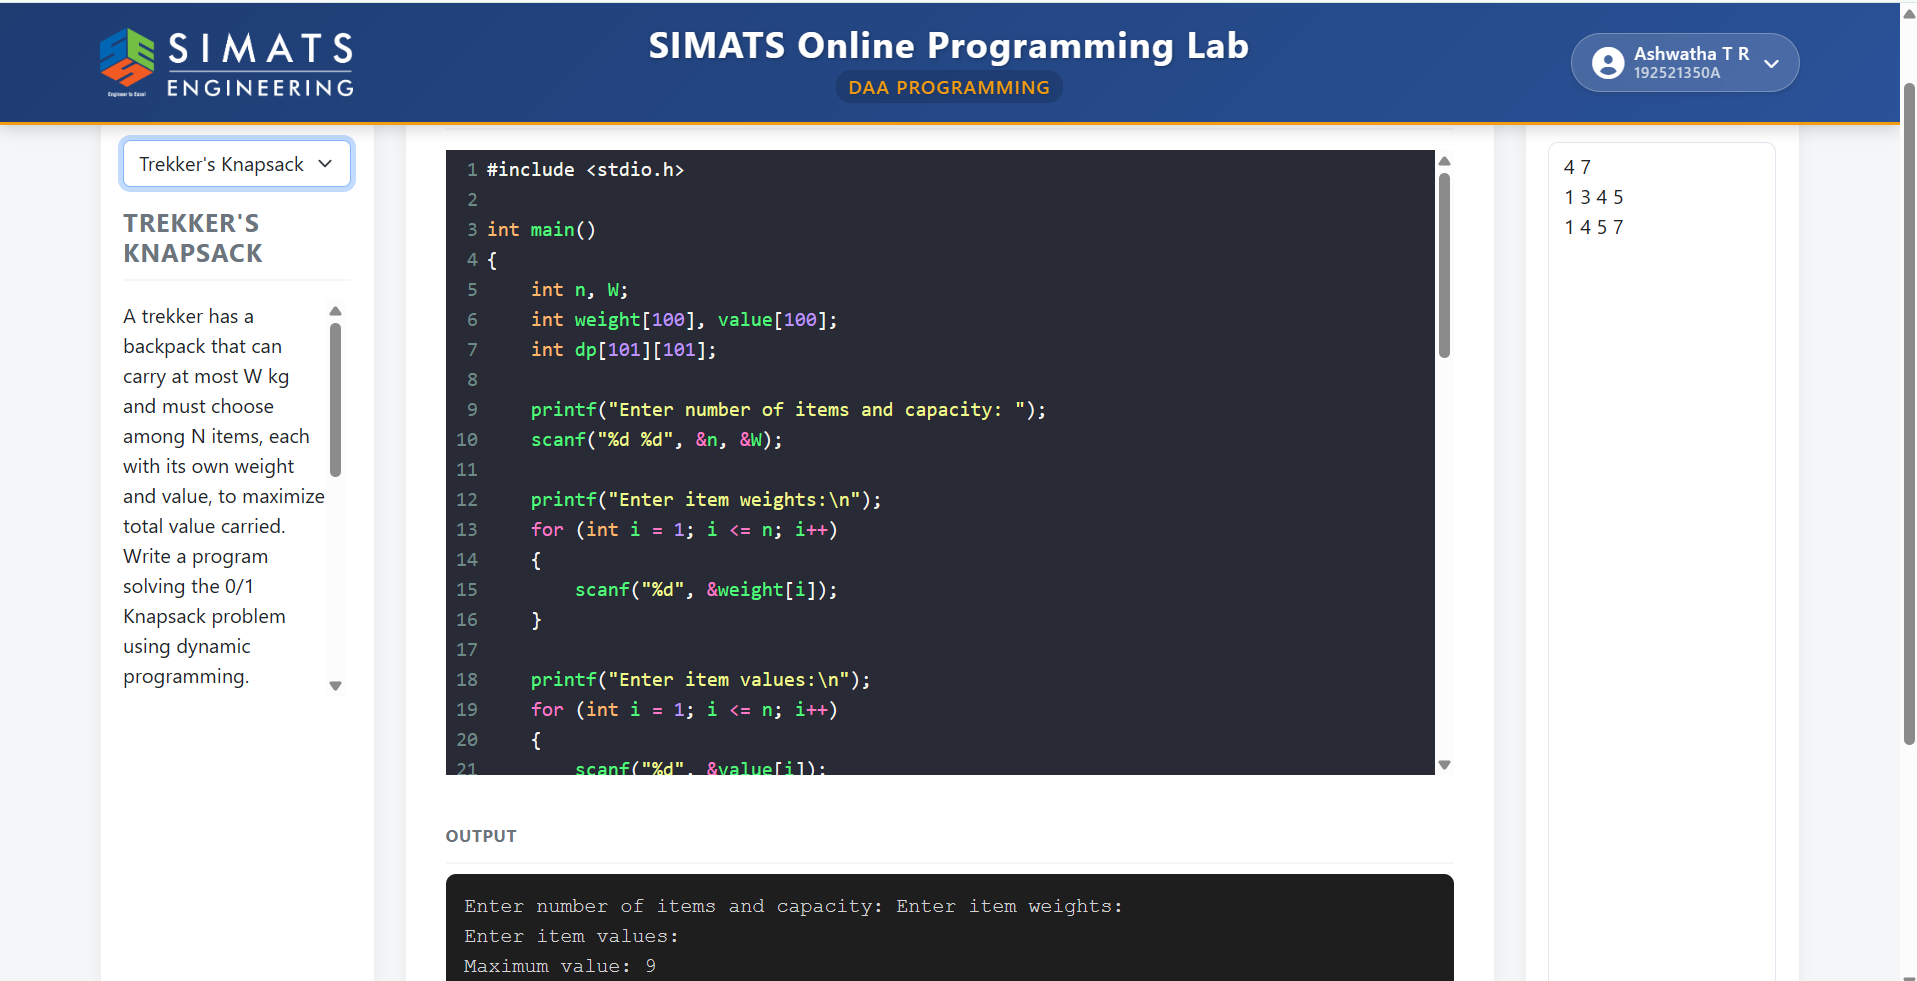 SIMATS
ENGINEERING
Engineer to Excel
SIMATS Online Programming Lab
DAA PROGRAMMING
Ashwatha T R
192521350A
Trekker's Knapsack
TREKKER'S
KNAPSACK
A trekker has a
backpack that can
carry at most W kg
and must choose
among N items, each
with its own weight
and value, to maximize
total value carried.
Write a program
solving the 0/1
Knapsack problem
using dynamic
programming.
1 #include <stdio.h>
2
3 int main()
4 {
5     int n, W;
6     int weight[100], value[100];
7     int dp[101][101];
8
9     printf("Enter number of items and capacity: ");
10     scanf("%d %d", &n, &W);
11
12     printf("Enter item weights:\n");
13     for (int i = 1; i <= n; i++)
14     {
15         scanf("%d", &weight[i]);
16     }
17
18     printf("Enter item values:\n");
19     for (int i = 1; i <= n; i++)
20     {
21         scanf("%d", &value[i]);
OUTPUT
Enter number of items and capacity: Enter item weights:
Enter item values:
Maximum value: 9
4 7
1 3 4 5
1 4 5 7